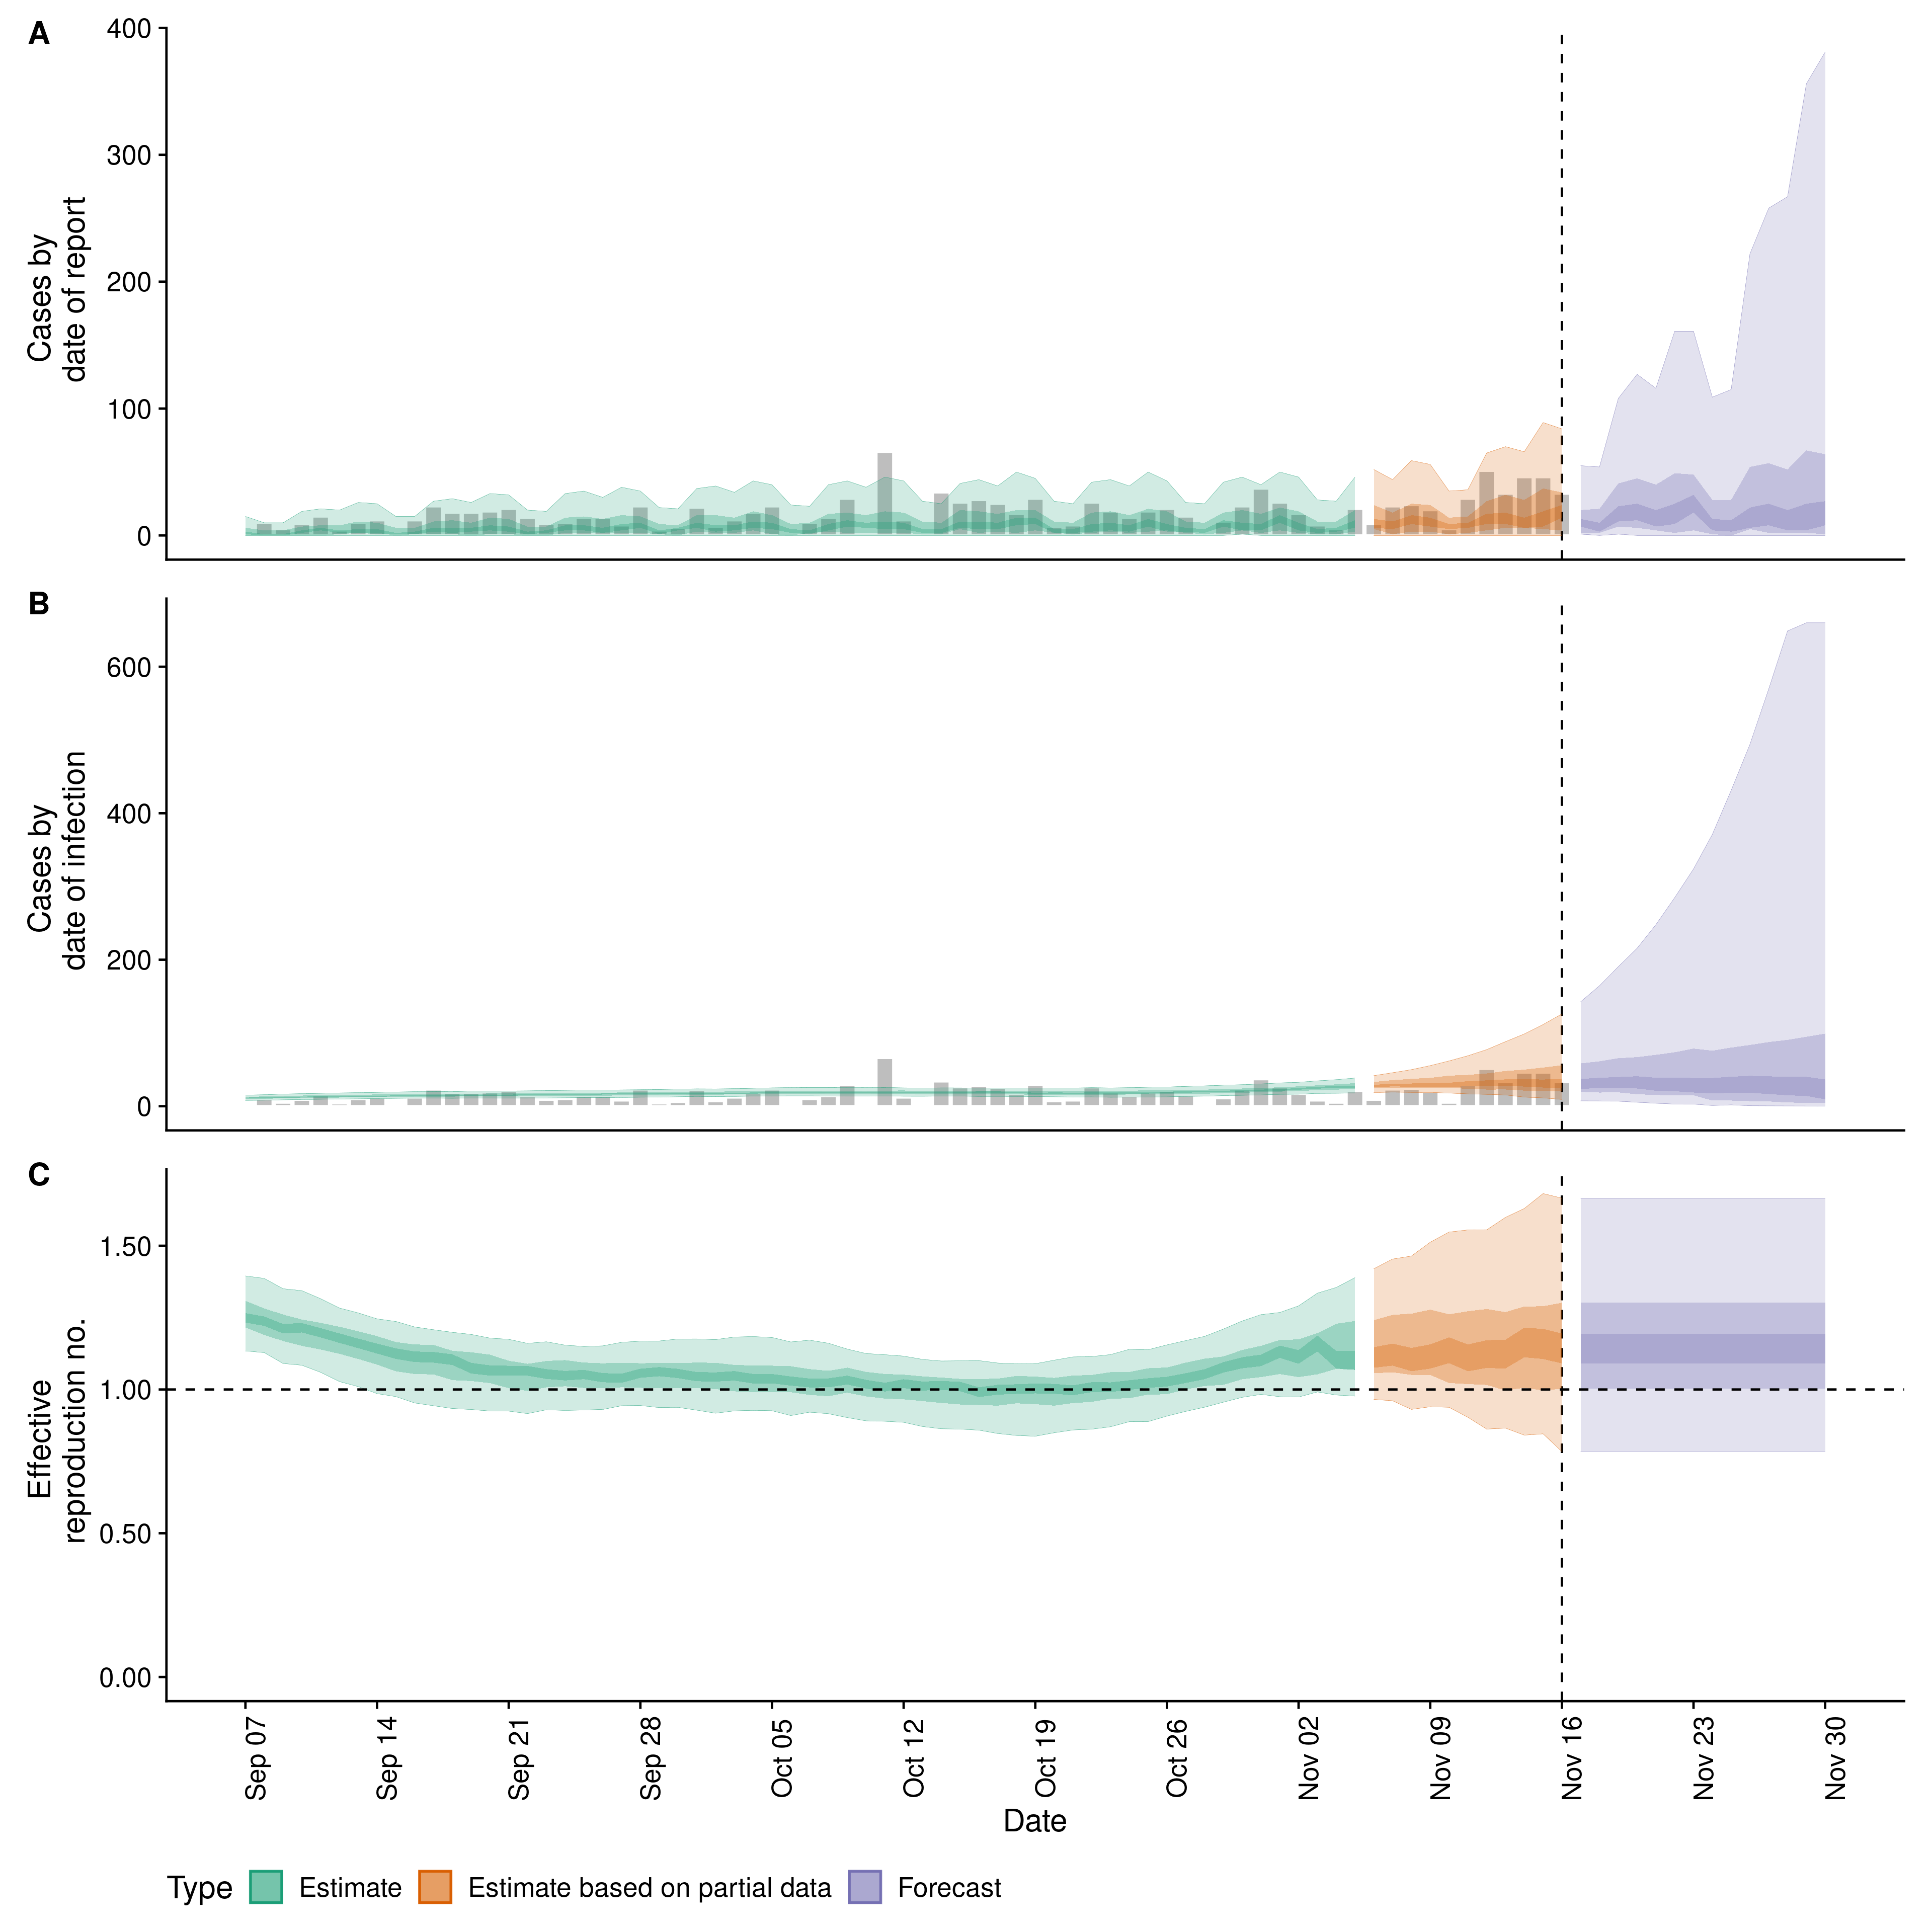 A
Cases by
date of report
400
300
200
100
0
B
Cases by
date of infection
600
400
200
0
C
Effective
reproduction no.
1.50
1.00
0.50
0.00
Sep 07
Sep 14
Sep 21
Sep 28
Oct 05
Oct 12
Oct 19
Oct 26
Nov 02
Nov 09
Nov 16
Nov 23
Nov 30
Date
Type Estimate Estimate based on partial data Forecast